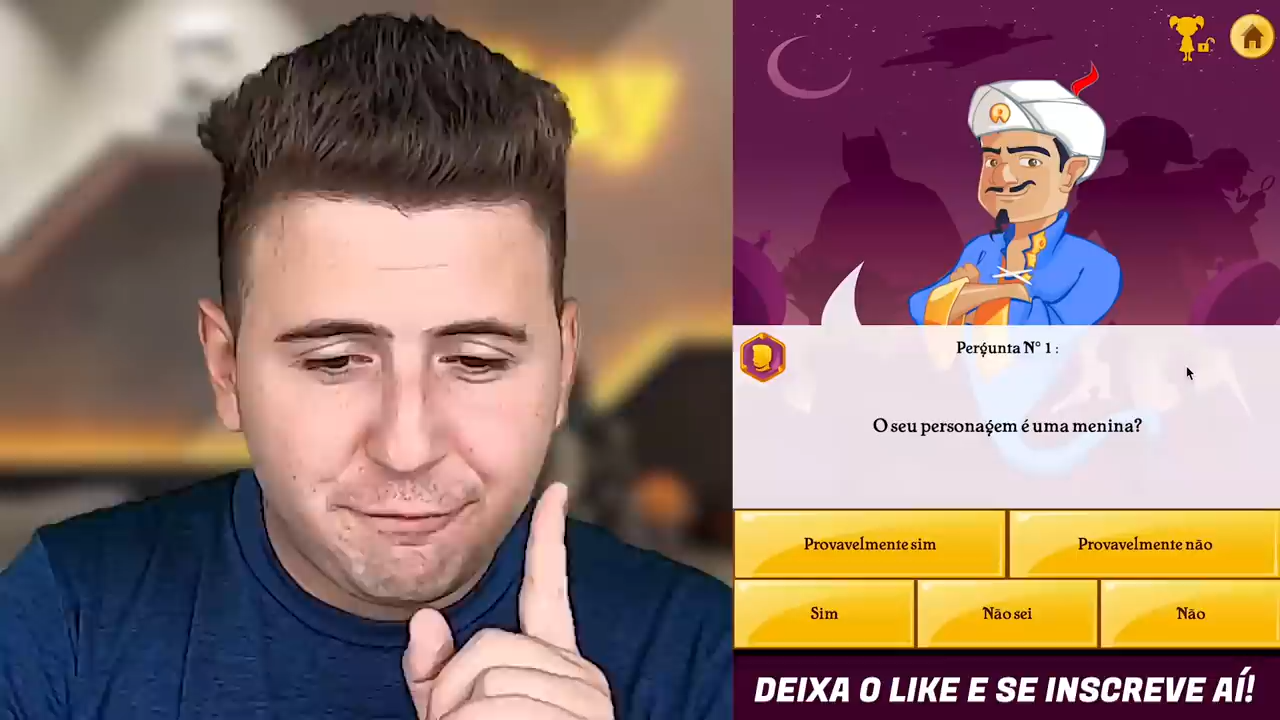 Pergunta N° 1 :
O seu personagem é uma menina?
Provavelmente sim
Provavelmente não
Sim
Não sei
Não
DEIXA O LIKE E SE INSCREVE AÍ!